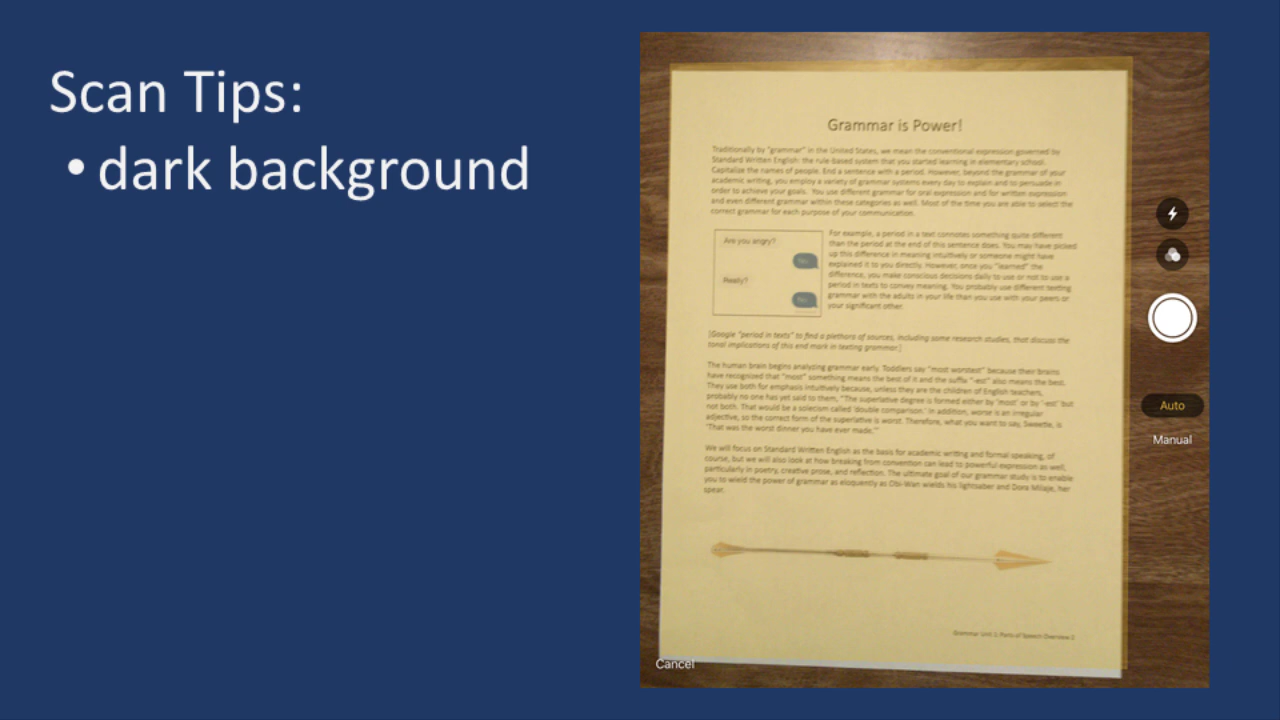 Scan Tips:
• dark background
Grammar is Power!
Traditionally by "grammar" in the United States, we mean the conventional expression governed by
Standard Written English: the rule-based system that you started learning in elementary school.
Capitalize the names of people. End a sentence with a period. However, beyond the grammar of your
academic writing, you employ a variety of grammar systems every day to explain and to persuade in
order to achieve your goals. You use different grammar for oral expression and for written expression
and even different grammar within these categories as well. Most of the time you are able to select the
correct grammar for each purpose of your communication.
Are you angry?
No.
Really?
No.
For example, a period in a text connotes something quite different
than the period at the end of this sentence does. You may have picked
up this difference in meaning intuitively or someone might have
explained it to you directly. However, once you "learned" the
difference, you make conscious decisions daily to use or not to use a
period in texts to convey meaning. You probably use different texting
grammar with the adults in your life than you use with your peers or
your significant other.
[Google "period in texts" to find a plethora of sources, including some research studies, that discuss the
tonal implications of this end mark in texting grammar.]
The human brain begins analyzing grammar early. Toddlers say "most worstest" because their brains
have recognized that "most" something means the best of it and the suffix "-est" also means the best.
They use both for emphasis intuitively because, unless they are the children of English teachers,
probably no one has yet said to them, "The superlative degree is formed either by 'most' or by '-est' but
not both. That would be a solecism called 'double comparison.' In addition, worse is an irregular
adjective, so the correct form of the superlative is worst. Therefore, what you want to say, Sweetie, is
'That was the worst dinner you have ever made.'"
We will focus on Standard Written English as the basis for academic writing and formal speaking, of
course, but we will also look at how breaking from convention can lead to powerful expression as well,
particularly in poetry, creative prose, and reflection. The ultimate goal of our grammar study is to enable
you to wield the power of grammar as eloquently as Obi-Wan wields his lightsaber and Dora Milaje, her
spear.
Grammar Unit 1: Parts of Speech Overview 2
Auto
Manual
Cancel